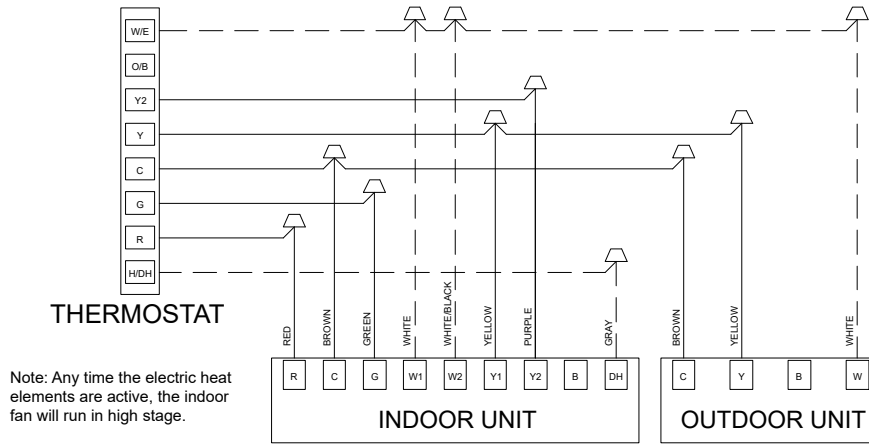 W/E
O/B
Y2
Y
C
G
R
H/DH
THERMOSTAT
RED
BROWN
GREEN
WHITE
WHITE/BLACK
YELLOW
PURPLE
GRAY
BROWN
YELLOW
WHITE
Note: Any time the electric heat
elements are active, the indoor
fan will run in high stage.
R C G W1 W2 Y1 Y2 B DH
INDOOR UNIT
C Y B W
OUTDOOR UNIT